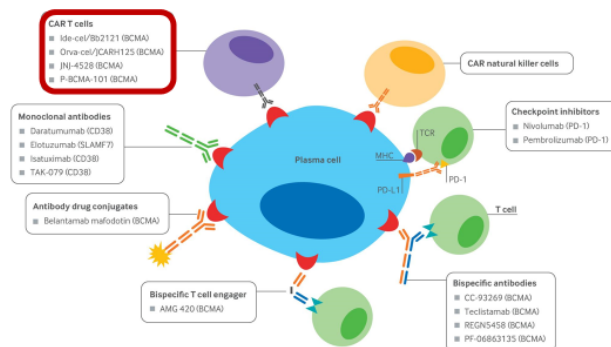 CAR T cells
Ide-cel/Bb2121 (BCMA)
Orva-cel/JCARH125 (BCMA)
JNJ-4528 (BCMA)
P-BCMA-101 (BCMA)
CAR natural killer cells
Monoclonal antibodies
Daratumumab (CD38)
Elotuzumab (SLAMF7)
Isatuximab (CD38)
TAK-079 (CD38)
Checkpoint inhibitors
Nivolumab (PD-1)
Pembrolizumab (PD-1)
TCR
MHC
Plasma cell
PD-L1
PD-1
Antibody drug conjugates
Belantamab mafodotin (BCMA)
T cell
Bispecific T cell engager
AMG 420 (BCMA)
Bispecific antibodies
CC-93269 (BCMA)
Teclistamab (BCMA)
REGN5458 (BCMA)
PF-06863135 (BCMA)